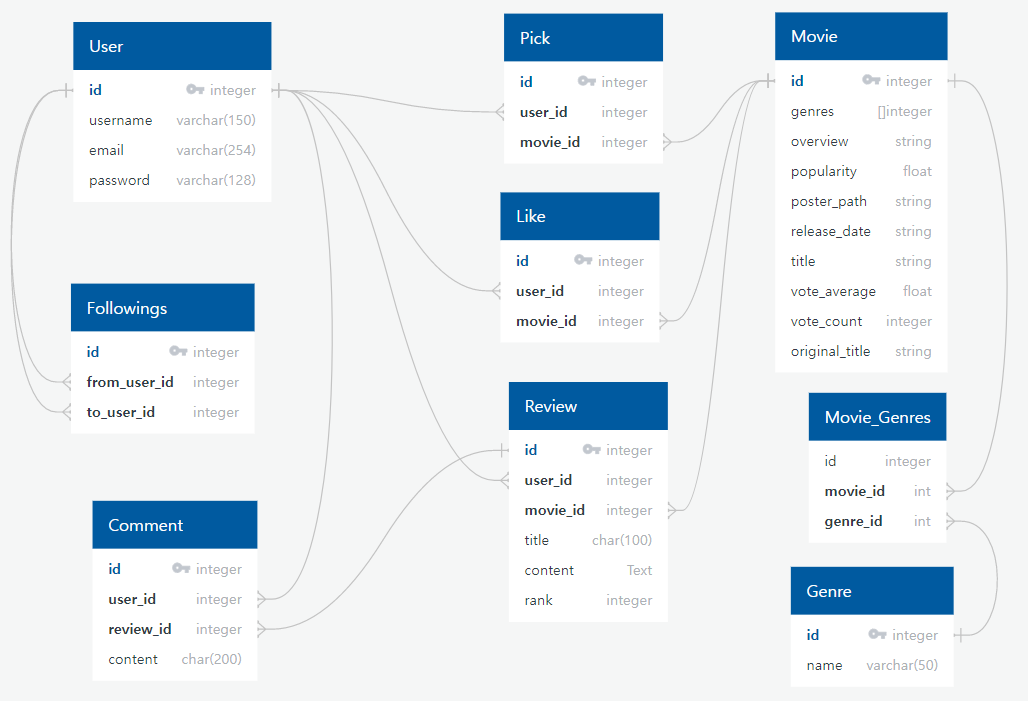 User
id integer
username varchar(150)
email varchar(254)
password varchar(128)
Followings
id integer
from_user_id integer
to_user_id integer
Comment
id integer
user_id integer
review_id integer
content char(200)
Pick
id integer
user_id integer
movie_id integer
Like
id integer
user_id integer
movie_id integer
Review
id integer
user_id integer
movie_id integer
title char(100)
content Text
rank integer
Movie
id integer
genres []integer
overview string
popularity float
poster_path string
release_date string
title string
vote_average float
vote_count integer
original_title string
Movie_Genres
id integer
movie_id int
genre_id int
Genre
id integer
name varchar(50)